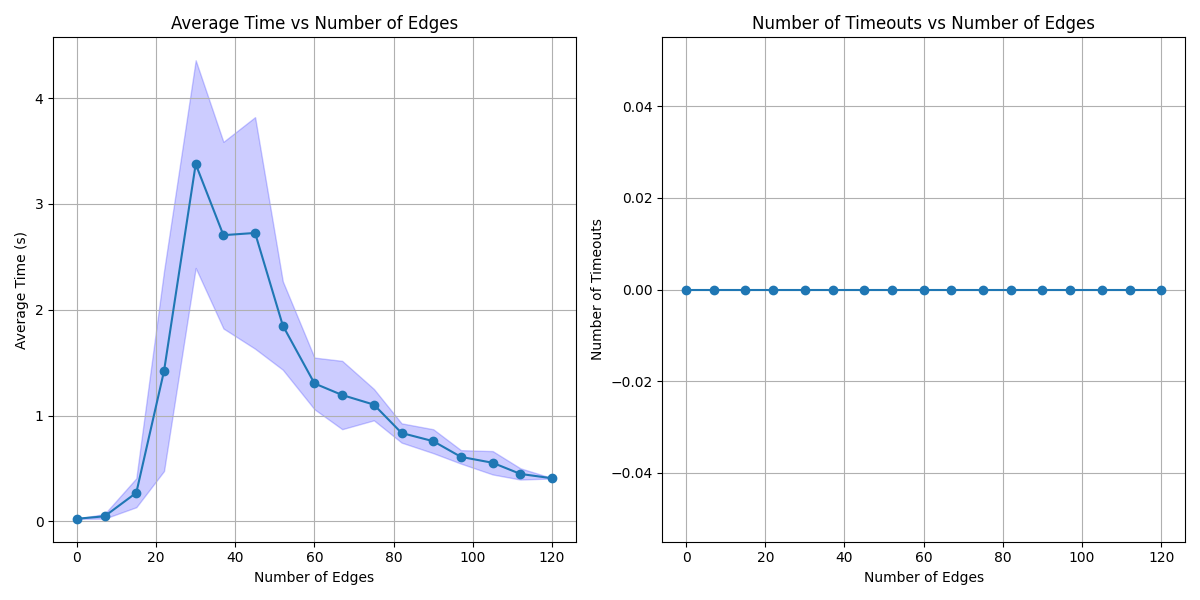 Average Time vs Number of Edges
4
3
2
1
0
Average Time (s)
0 20 40 60 80 100 120
Number of Edges
Number of Timeouts vs Number of Edges
0.04
0.02
0.00
−0.02
−0.04
Number of Timeouts
0 20 40 60 80 100 120
Number of Edges